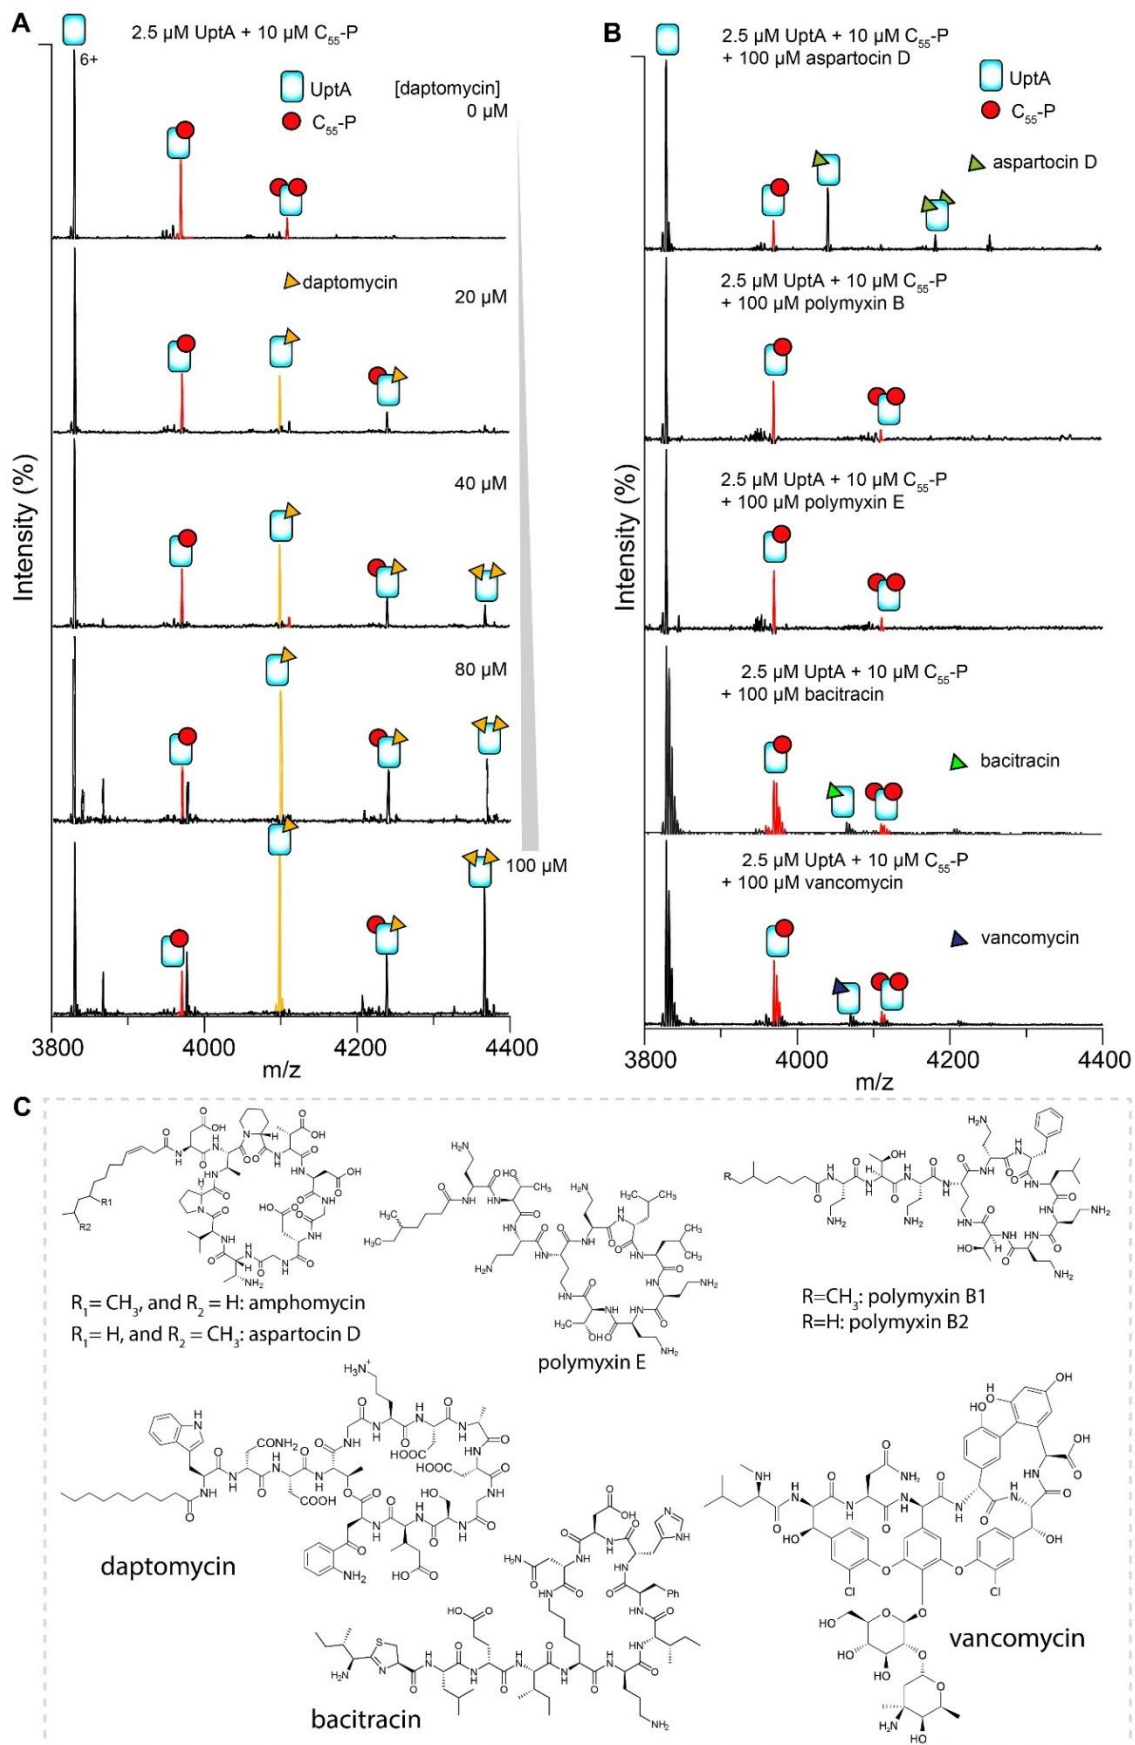 A
2.5 µM UptA + 10 µM C₅₅-P
6+
UptA
C₅₅-P
[daptomycin]
0 µM
daptomycin
20 µM
40 µM
80 µM
100 µM
Intensity (%)
3800 4000 4200 4400
m/z
B
2.5 µM UptA + 10 µM C₅₅-P
+ 100 µM aspartocin D
UptA
C₅₅-P
aspartocin D
2.5 µM UptA + 10 µM C₅₅-P
+ 100 µM polymyxin B
2.5 µM UptA + 10 µM C₅₅-P
+ 100 µM polymyxin E
2.5 µM UptA + 10 µM C₅₅-P
+ 100 µM bacitracin
bacitracin
2.5 µM UptA + 10 µM C₅₅-P
+ 100 µM vancomycin
vancomycin
Intensity (%)
3800 4000 4200 4400
m/z
C
R₁= CH₃, and R₂ = H: amphomycin
R₁= H, and R₂ = CH₃: aspartocin D
polymyxin E
R=CH₃: polymyxin B1
R=H: polymyxin B2
daptomycin
bacitracin
vancomycin